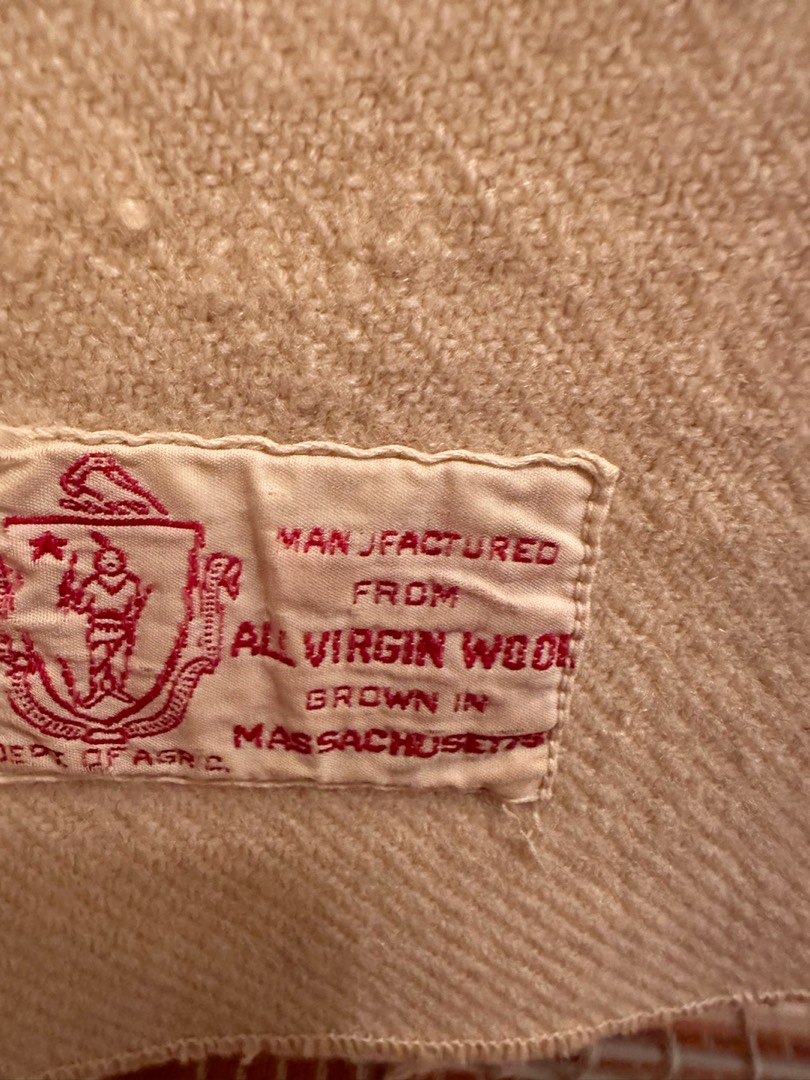 MANUFACTURED
FROM
ALL VIRGIN WOOL
GROWN IN
MASSACHUSETTS
DEPT. OF AGRIC.